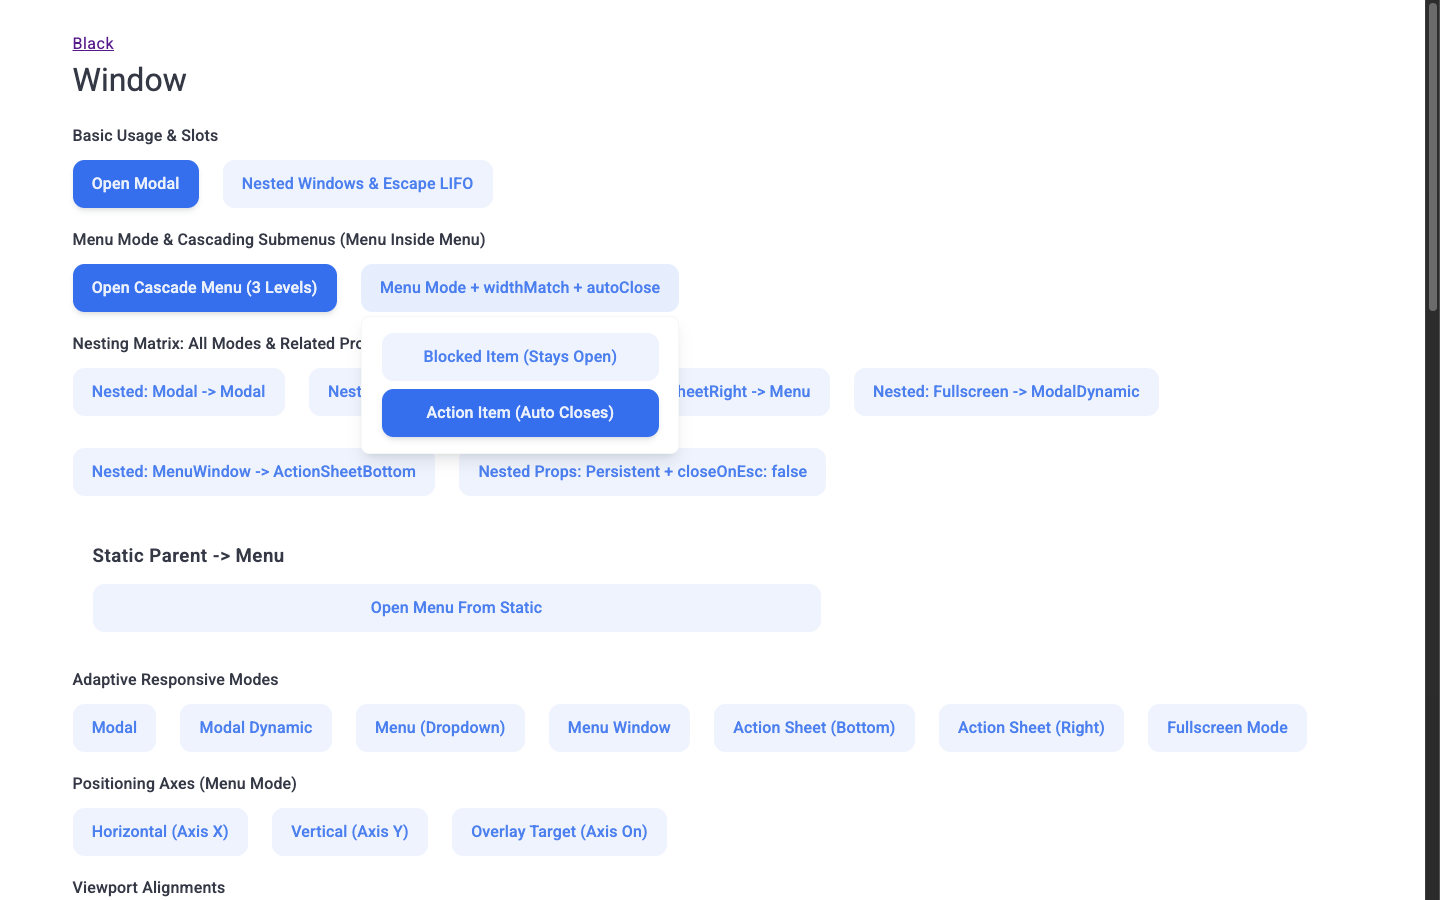 Black
Window
Basic Usage & Slots
Open Modal
Nested Windows & Escape LIFO
Menu Mode & Cascading Submenus (Menu Inside Menu)
Open Cascade Menu (3 Levels)
Menu Mode + widthMatch + autoClose
Nesting Matrix: All Modes & Related
Blocked Item (Stays Open)
Nested: Modal -> Modal
-> Menu
Nested: Fullscreen -> ModalDynamic
Action Item (Auto Closes)
Nested: MenuWindow -> ActionSheetBottom
Nested Props: Persistent + closeOnEsc: false
Static Parent -> Menu
Open Menu From Static
Adaptive Responsive Modes
Modal
Modal Dynamic
Menu (Dropdown)
Menu Window
Action Sheet (Bottom)
Action Sheet (Right)
Fullscreen Mode
Positioning Axes (Menu Mode)
Horizontal (Axis X)
Vertical (Axis Y)
Overlay Target (Axis On)
Viewport Alignments